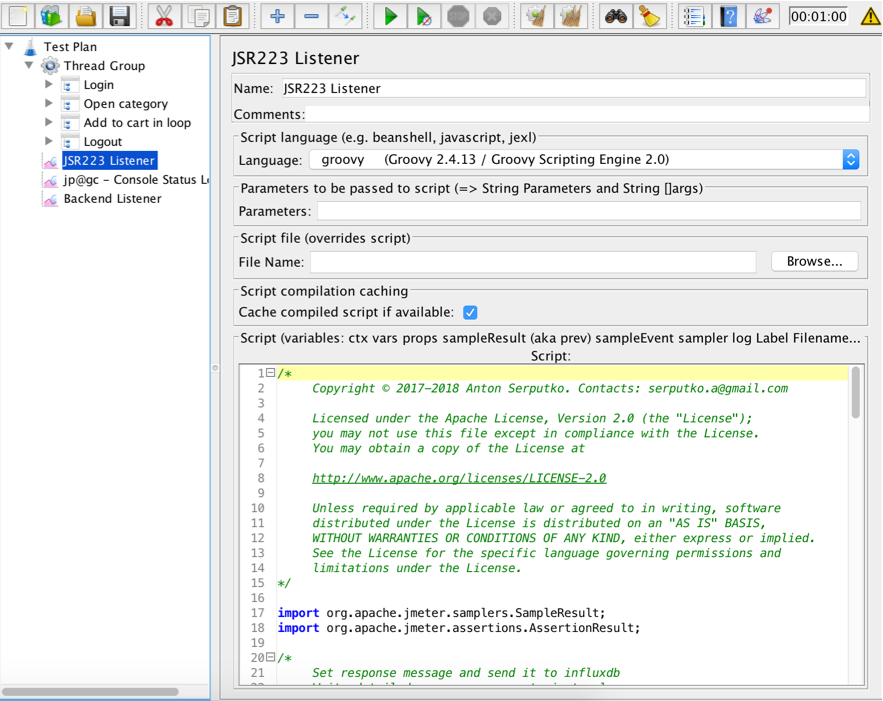 00:01:00
Test Plan
Thread Group
Login
Open category
Add to cart in loop
Logout
JSR223 Listener
jp@gc - Console Status Lo
Backend Listener
JSR223 Listener
Name: JSR223 Listener
Comments:
Script language (e.g. beanshell, javascript, jexl)
Language: groovy (Groovy 2.4.13 / Groovy Scripting Engine 2.0)
Parameters to be passed to script (=> String Parameters and String []args)
Parameters:
Script file (overrides script)
File Name: Browse...
Script compilation caching
Cache compiled script if available:
Script (variables: ctx vars props sampleResult (aka prev) sampleEvent sampler log Label Filename...
Script:
1 /*
2 Copyright © 2017-2018 Anton Serputko. Contacts: serputko.a@gmail.com
3
4 Licensed under the Apache License, Version 2.0 (the "License");
5 you may not use this file except in compliance with the License.
6 You may obtain a copy of the License at
7
8 http://www.apache.org/licenses/LICENSE-2.0
9
10 Unless required by applicable law or agreed to in writing, software
11 distributed under the License is distributed on an "AS IS" BASIS,
12 WITHOUT WARRANTIES OR CONDITIONS OF ANY KIND, either express or implied.
13 See the License for the specific language governing permissions and
14 limitations under the License.
15 */
16
17 import org.apache.jmeter.samplers.SampleResult;
18 import org.apache.jmeter.assertions.AssertionResult;
19
20 /*
21 Set response message and send it to influxdb